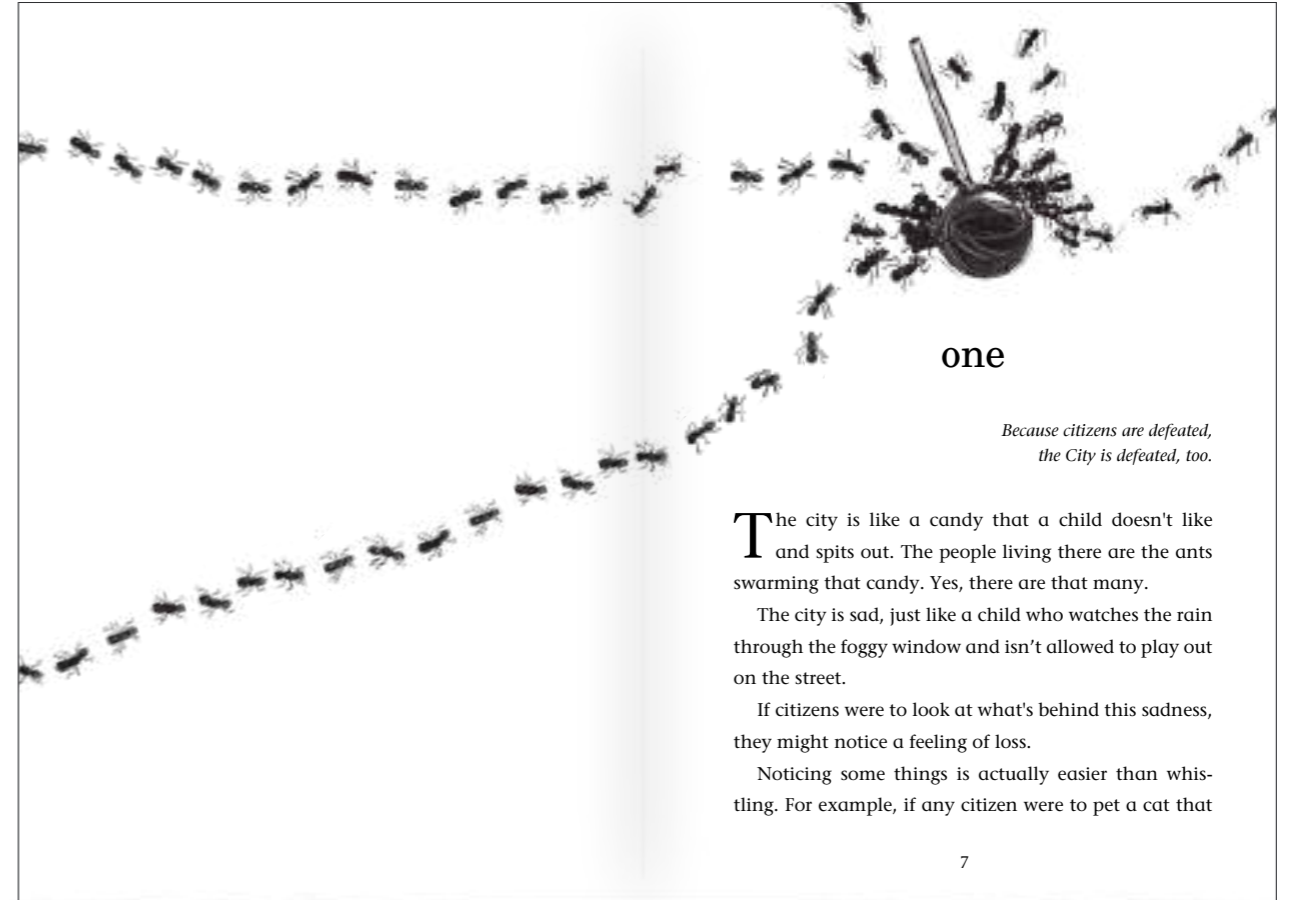 one
Because citizens are defeated,
the City is defeated, too.
The city is like a candy that a child doesn't like
and spits out. The people living there are the ants
swarming that candy. Yes, there are that many.
The city is sad, just like a child who watches the rain
through the foggy window and isn’t allowed to play out
on the street.
If citizens were to look at what's behind this sadness,
they might notice a feeling of loss.
Noticing some things is actually easier than whis-
tling. For example, if any citizen were to pet a cat that
7